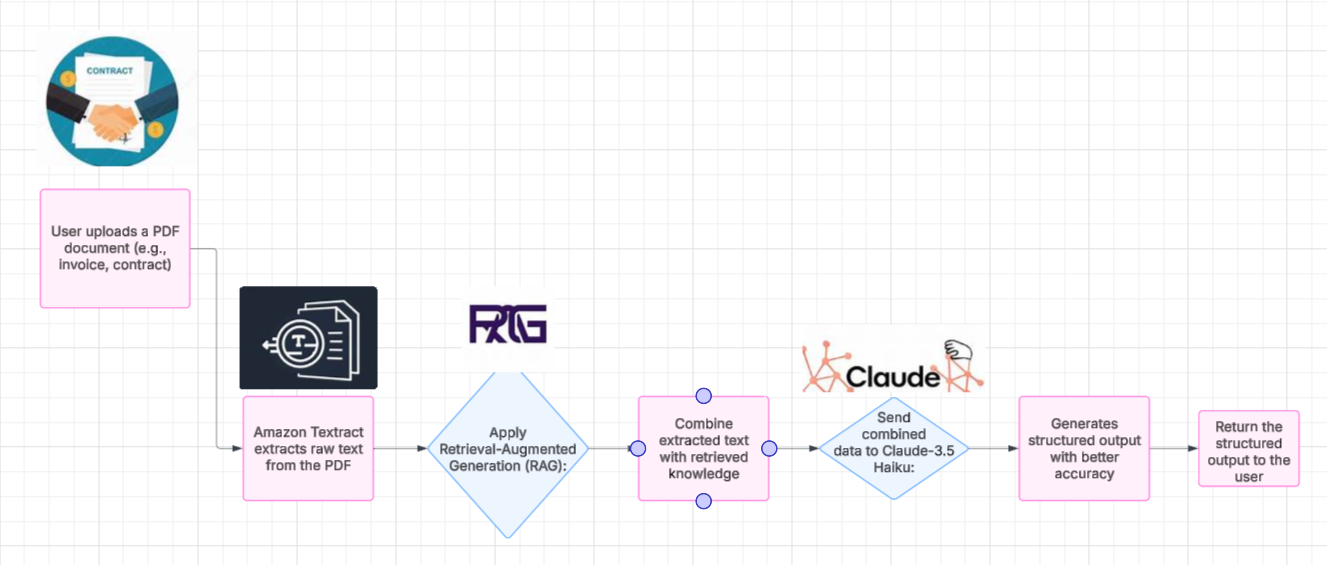 CONTRACT
User uploads a PDF
document (e.g.,
invoice, contract)
Amazon Textract
extracts raw text
from the PDF
T
RAG
Apply
Retrieval-Augmented
Generation (RAG):
Combine
extracted text
with retrieved
knowledge
Claude
Send
combined
data to Claude-3.5
Haiku:
Generates
structured output
with better
accuracy
Return the
structured
output to the
user